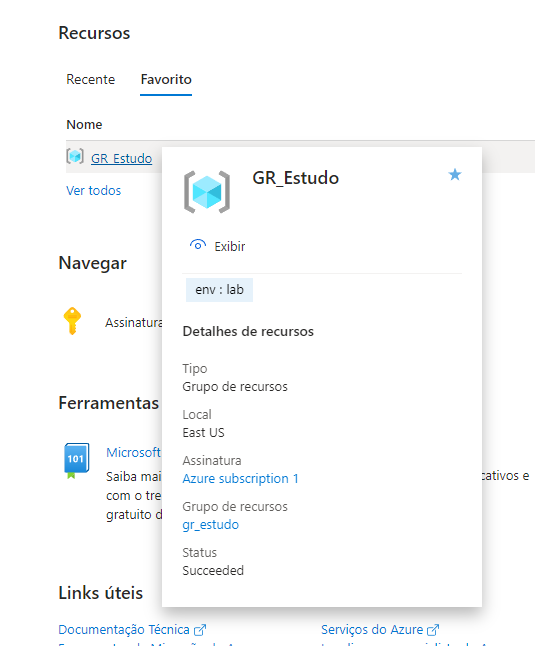 Recursos
Recente Favorito
Nome
GR_Estudo
Ver todos
GR_Estudo
Exibir
env : lab
Detalhes de recursos
Tipo
Grupo de recursos
Local
East US
Assinatura
Azure subscription 1
Grupo de recursos
gr_estudo
Status
Succeeded
Navegar
Assinatura
Ferramentas
101
Microsoft
Saiba mai
cativos e
com o tre
gratuito d
Links úteis
Documentação Técnica
Serviços do Azure